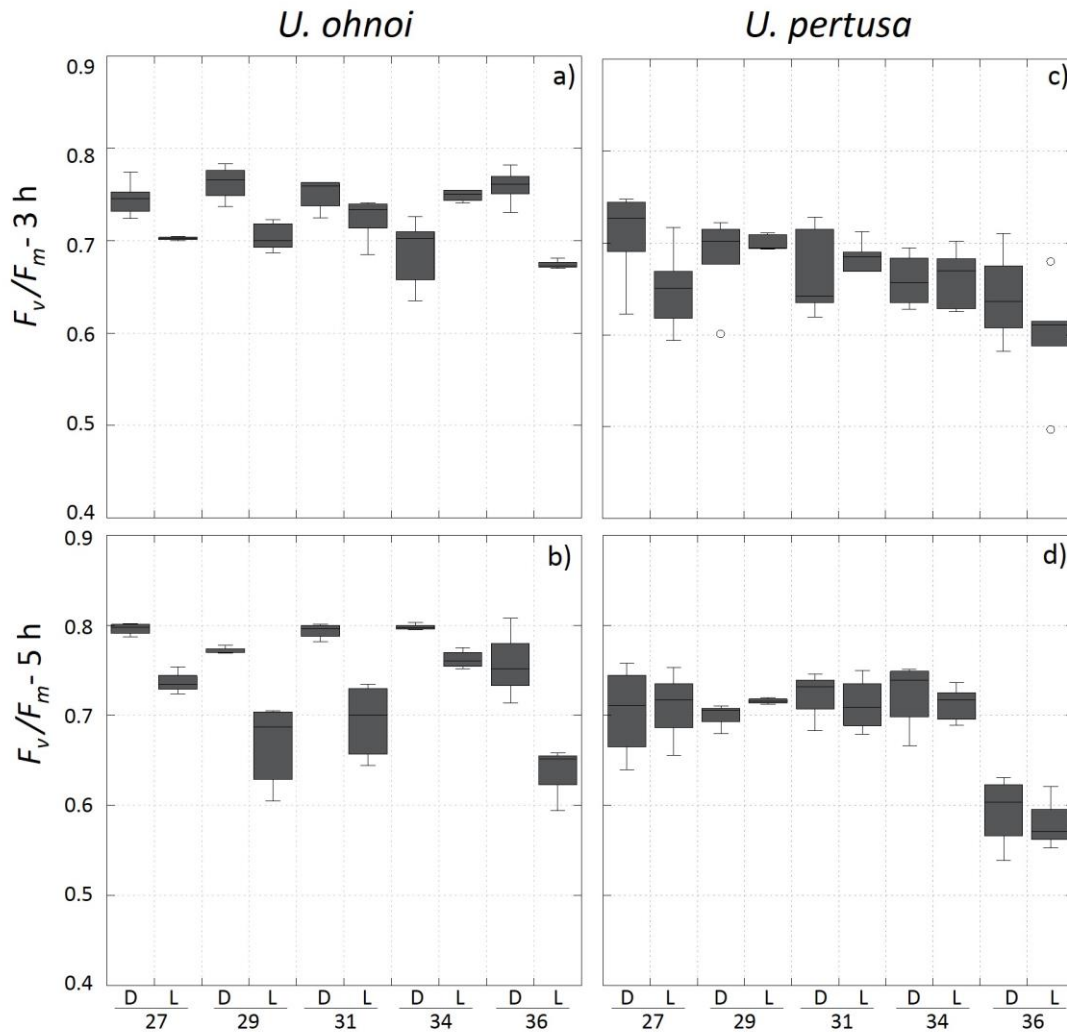 U. ohnoi U. pertusa
0.9
0.8
0.7
0.6
0.5
0.4
Fv/Fm- 3 h
a)
c)
0.9
0.8
0.7
0.6
0.5
0.4
Fv/Fm- 5 h
b)
d)
D L D L D L D L D L D L D L D L D L D L
27 29 31 34 36 27 29 31 34 36